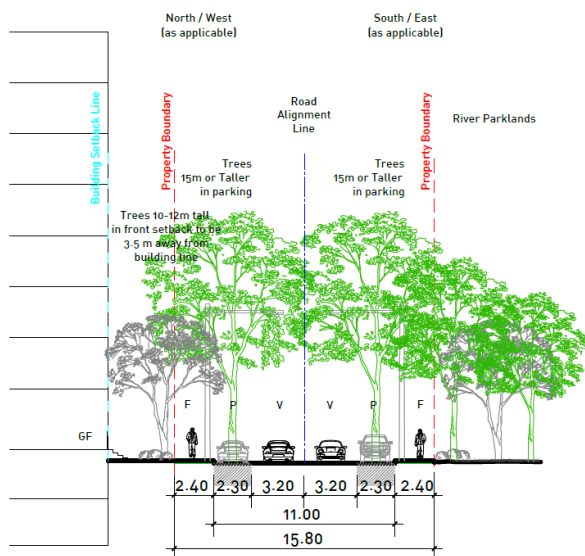 North / West
(as applicable)
South / East
(as applicable)
Building Setback Line
Property Boundary
Road
Alignment
Line
Property Boundary
River Parklands
Trees
15m or Taller
in parking
Trees
15m or Taller
in parking
Trees 10-12m tall
in front setback to be
3-5 m away from
building line
F
P
V
V
P
F
GF
2.40
2.30
3.20
3.20
2.30
2.40
11.00
15.80